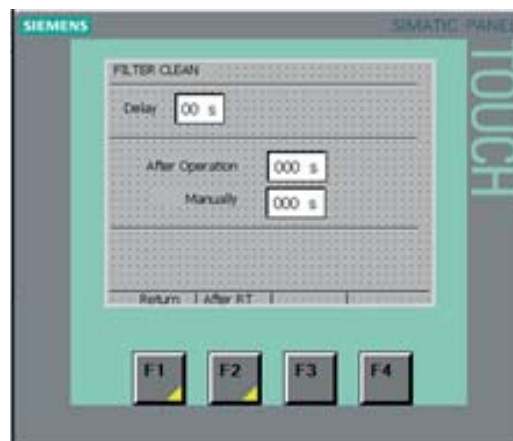 SIEMENS
SIMATIC PANEL
TOUCH
FILTER CLEAN
Delay 00 s
After Operation 000 s
Manually 000 s
Return After RT
F1 F2 F3 F4